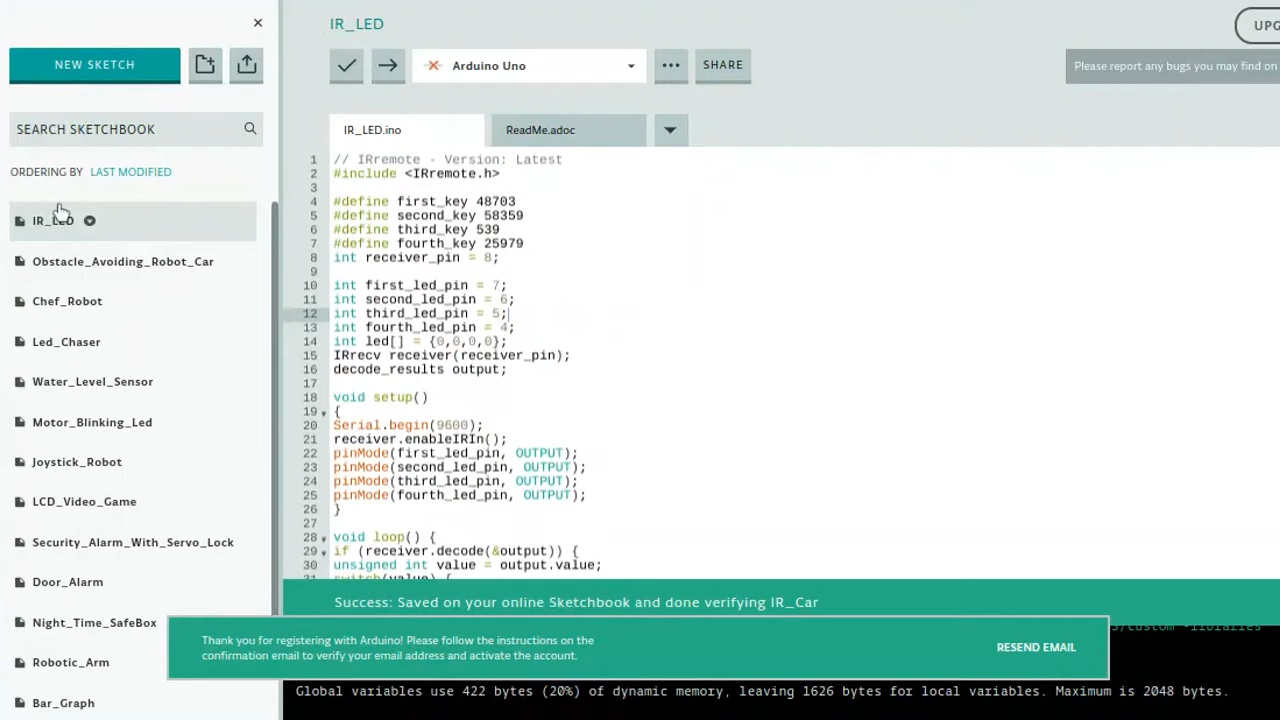 ×
NEW SKETCH
SEARCH SKETCHBOOK
ORDERING BY LAST MODIFIED
IR_LED
Obstacle_Avoiding_Robot_Car
Chef_Robot
Led_Chaser
Water_Level_Sensor
Motor_Blinking_Led
Joystick_Robot
LCD_Video_Game
Security_Alarm_With_Servo_Lock
Door_Alarm
Night_Time_SafeBox
Robotic_Arm
Bar_Graph
IR_LED
Arduino Uno
SHARE
UPG
Please report any bugs you may find on
IR_LED.ino
ReadMe.adoc
1 // IRremote - Version: Latest
2 #include <IRremote.h>
3
4 #define first_key 48703
5 #define second_key 58359
6 #define third_key 539
7 #define fourth_key 25979
8 int receiver_pin = 8;
9
10 int first_led_pin = 7;
11 int second_led_pin = 6;
12 int third_led_pin = 5;
13 int fourth_led_pin = 4;
14 int led[] = {0,0,0,0};
15 IRrecv receiver(receiver_pin);
16 decode_results output;
17
18 void setup()
19 {
20 Serial.begin(9600);
21 receiver.enableIRIn();
22 pinMode(first_led_pin, OUTPUT);
23 pinMode(second_led_pin, OUTPUT);
24 pinMode(third_led_pin, OUTPUT);
25 pinMode(fourth_led_pin, OUTPUT);
26 }
27
28 void loop() {
29 if (receiver.decode(&output)) {
30 unsigned int value = output.value;
31 switch(value) {
Success: Saved on your online Sketchbook and done verifying IR_Car
Thank you for registering with Arduino! Please follow the instructions on the
confirmation email to verify your email address and activate the account.
RESEND EMAIL
Global variables use 422 bytes (20%) of dynamic memory, leaving 1626 bytes for local variables. Maximum is 2048 bytes.